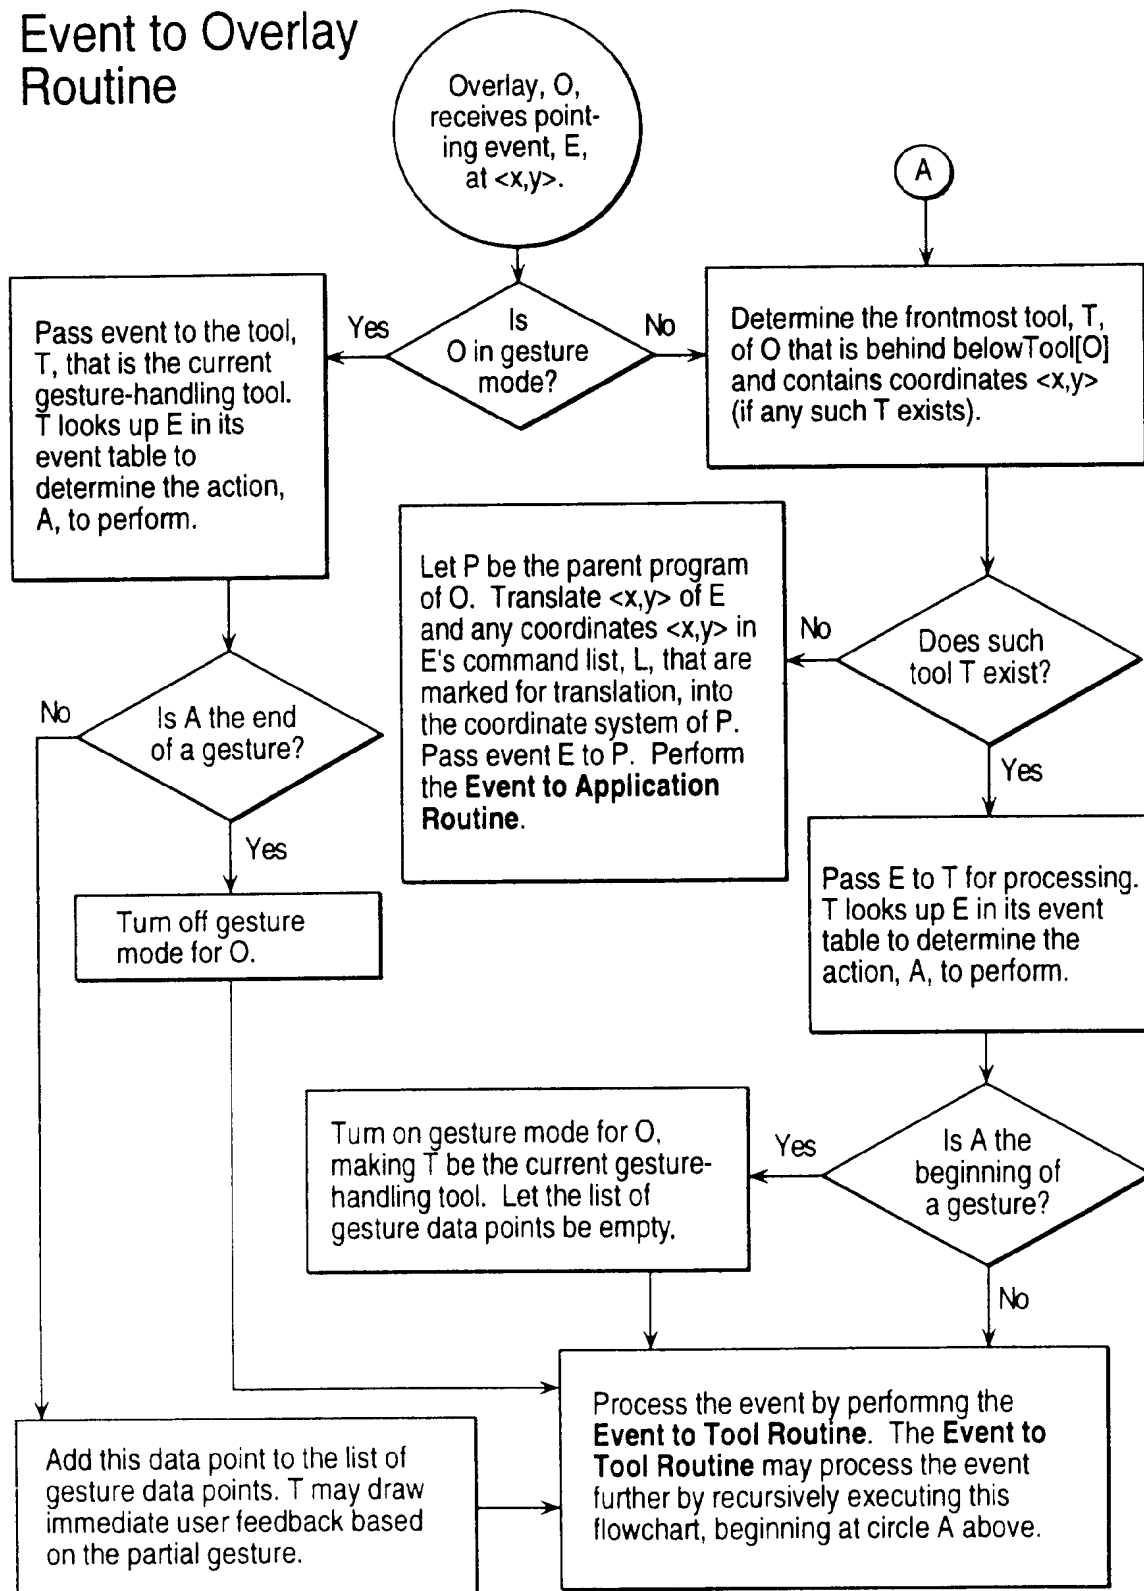 Event to Overlay
Routine
Overlay, O,
receives point-
ing event, E,
at <x,y>.
A
Is
O in gesture
mode?
Yes
No
Pass event to the tool,
T, that is the current
gesture-handling tool.
T looks up E in its
event table to
determine the action,
A, to perform.
Determine the frontmost tool, T,
of O that is behind belowTool[O]
and contains coordinates <x,y>
(if any such T exists).
Let P be the parent program
of O. Translate <x,y> of E
and any coordinates <x,y> in
E's command list, L, that are
marked for translation, into
the coordinate system of P.
Pass event E to P. Perform
the Event to Application
Routine.
No
Does such
tool T exist?
Yes
No
Is A the end
of a gesture?
Yes
Turn off gesture
mode for O.
Pass E to T for processing.
T looks up E in its event
table to determine the
action, A, to perform.
Turn on gesture mode for O,
making T be the current gesture-
handling tool. Let the list of
gesture data points be empty.
Yes
Is A the
beginning of
a gesture?
No
Add this data point to the list of
gesture data points. T may draw
immediate user feedback based
on the partial gesture.
Process the event by performng the
Event to Tool Routine. The Event to
Tool Routine may process the event
further by recursively executing this
flowchart, beginning at circle A above.